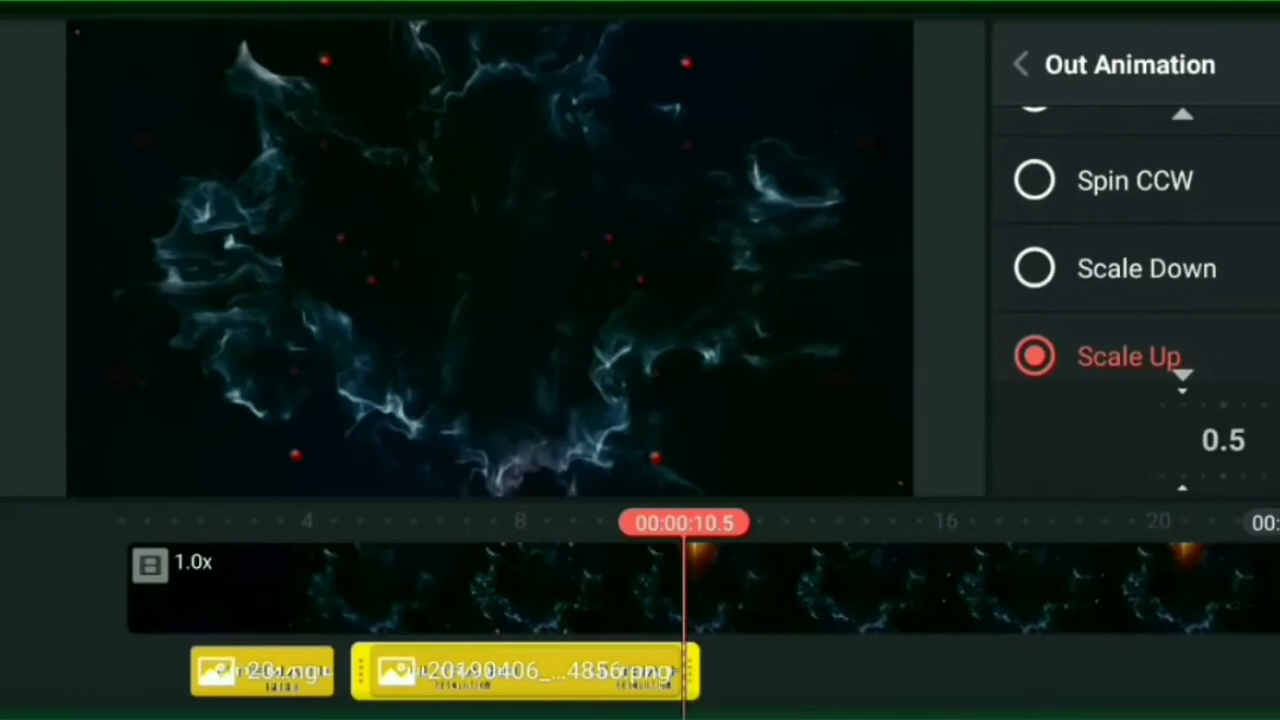 Out Animation
Spin CCW
Scale Down
Scale Up
0.5
4
8
00:00:10.5
16
20
00:
1.0x
20190406_...4856.png